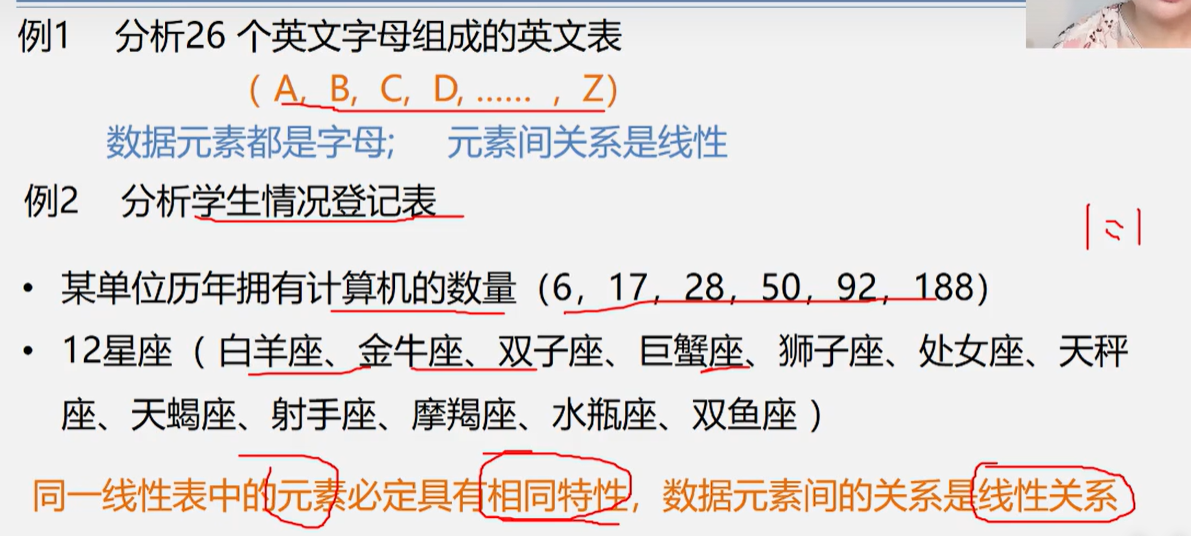 例1 分析26 个英文字母组成的英文表
( A, B, C, D, …… , Z)
数据元素都是字母; 元素间关系是线性
例2 分析学生情况登记表
• 某单位历年拥有计算机的数量（6，17，28，50，92，188）
• 12星座（ 白羊座、金牛座、双子座、巨蟹座、狮子座、处女座、天秤
座、天蝎座、射手座、摩羯座、水瓶座、双鱼座 ）
同一线性表中的元素必定具有相同特性，数据元素间的关系是线性关系